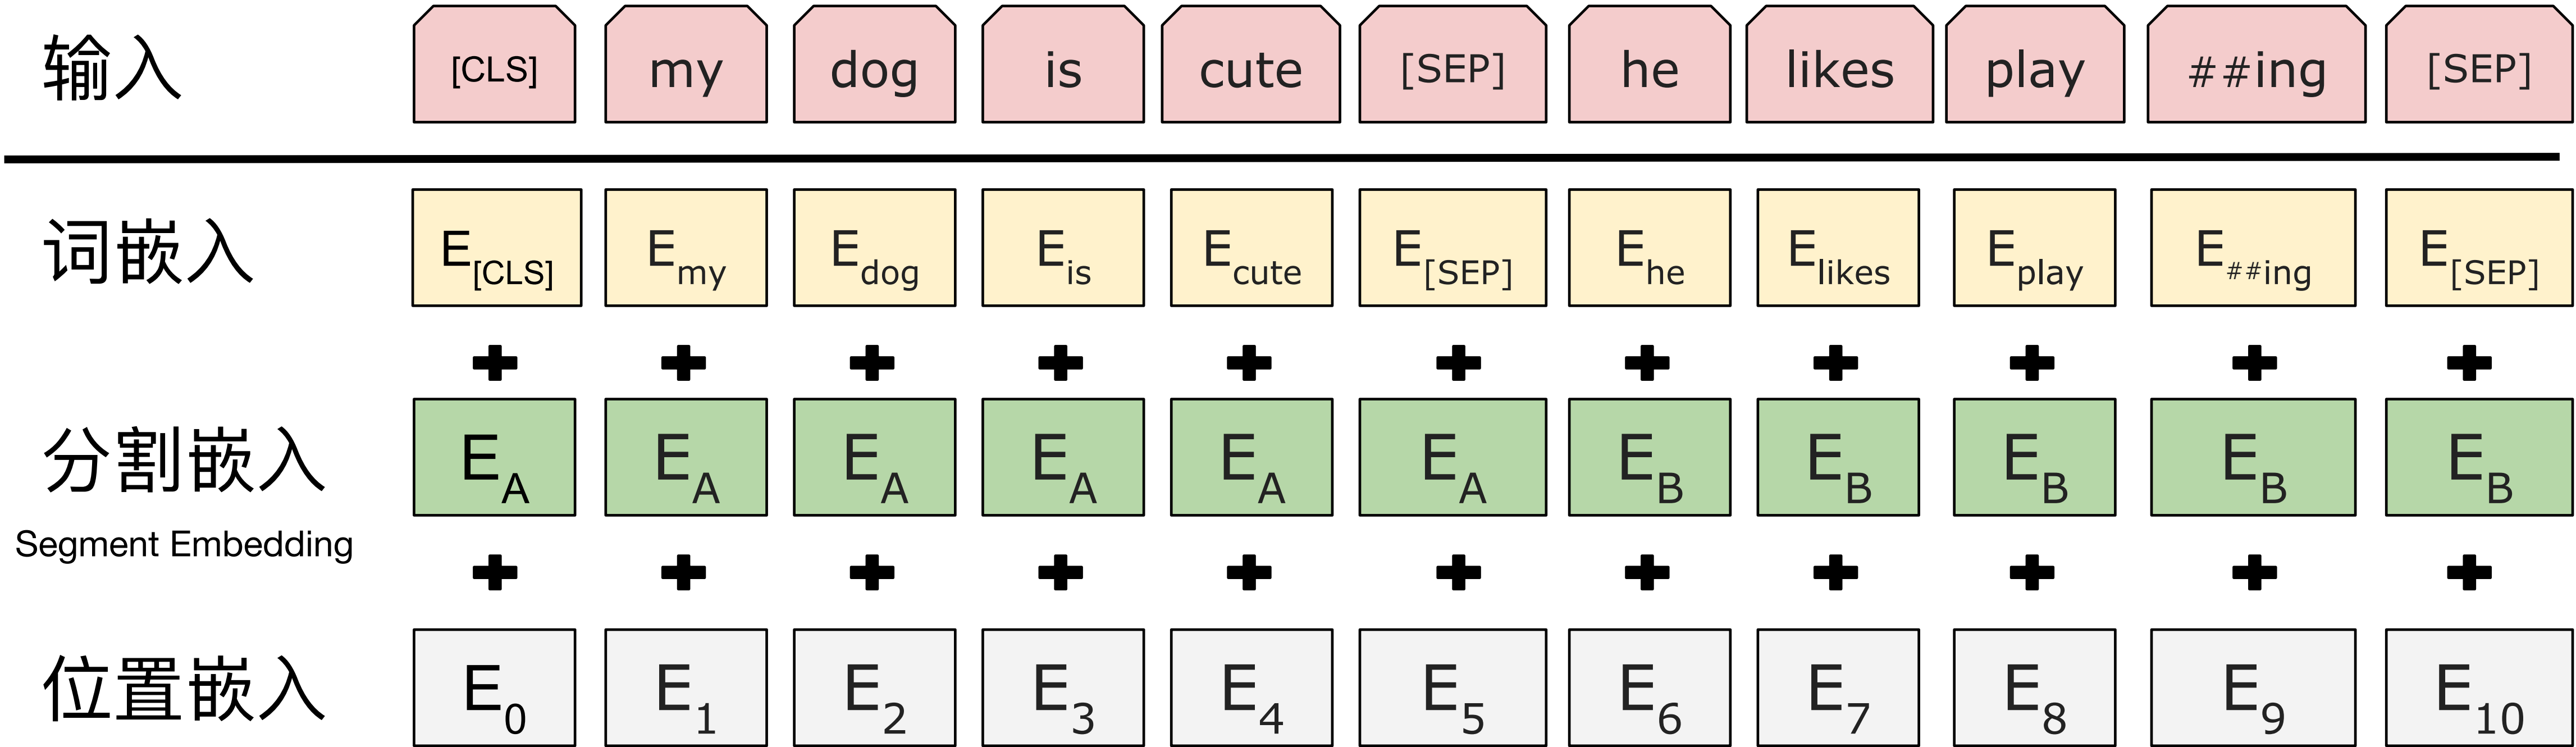 输入 [CLS] my dog is cute [SEP] he likes play ##ing [SEP]
词嵌入 E[CLS] Emy Edog Eis Ecute E[SEP] Ehe Elikes Eplay E##ing E[SEP]
+ + + + + + + + + + +
分割嵌入 EA EA EA EA EA EA EB EB EB EB EB
Segment Embedding
+ + + + + + + + + + +
位置嵌入 E0 E1 E2 E3 E4 E5 E6 E7 E8 E9 E10